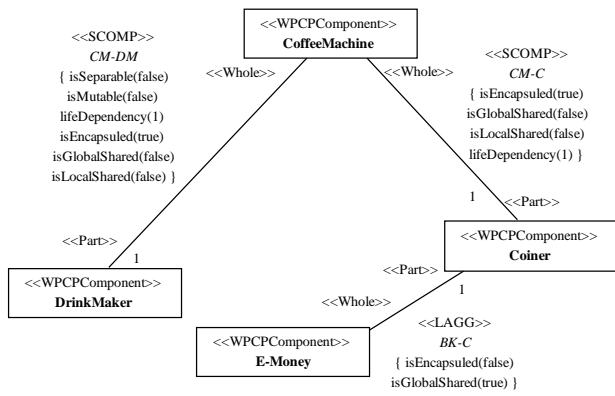 <<WPCPComponent>>
CoffeeMachine
<<SCOMP>>
CM-DM
{ isSeparable(false)
isMutable(false)
lifeDependency(1)
isEncapsuled(true)
isGlobalShared(false)
isLocalShared(false) }
<<Whole>>
<<Whole>>
<<SCOMP>>
CM-C
{ isEncapsuled(true)
isGlobalShared(false)
isLocalShared(false)
lifeDependency(1) }
1
<<Part>>
<<Part>>
1
<<WPCPComponent>>
Coiner
<<WPCPComponent>>
DrinkMaker
<<Part>>
1
<<Whole>>
<<WPCPComponent>>
E-Money
<<LAGG>>
BK-C
{ isEncapsuled(false)
isGlobalShared(true) }